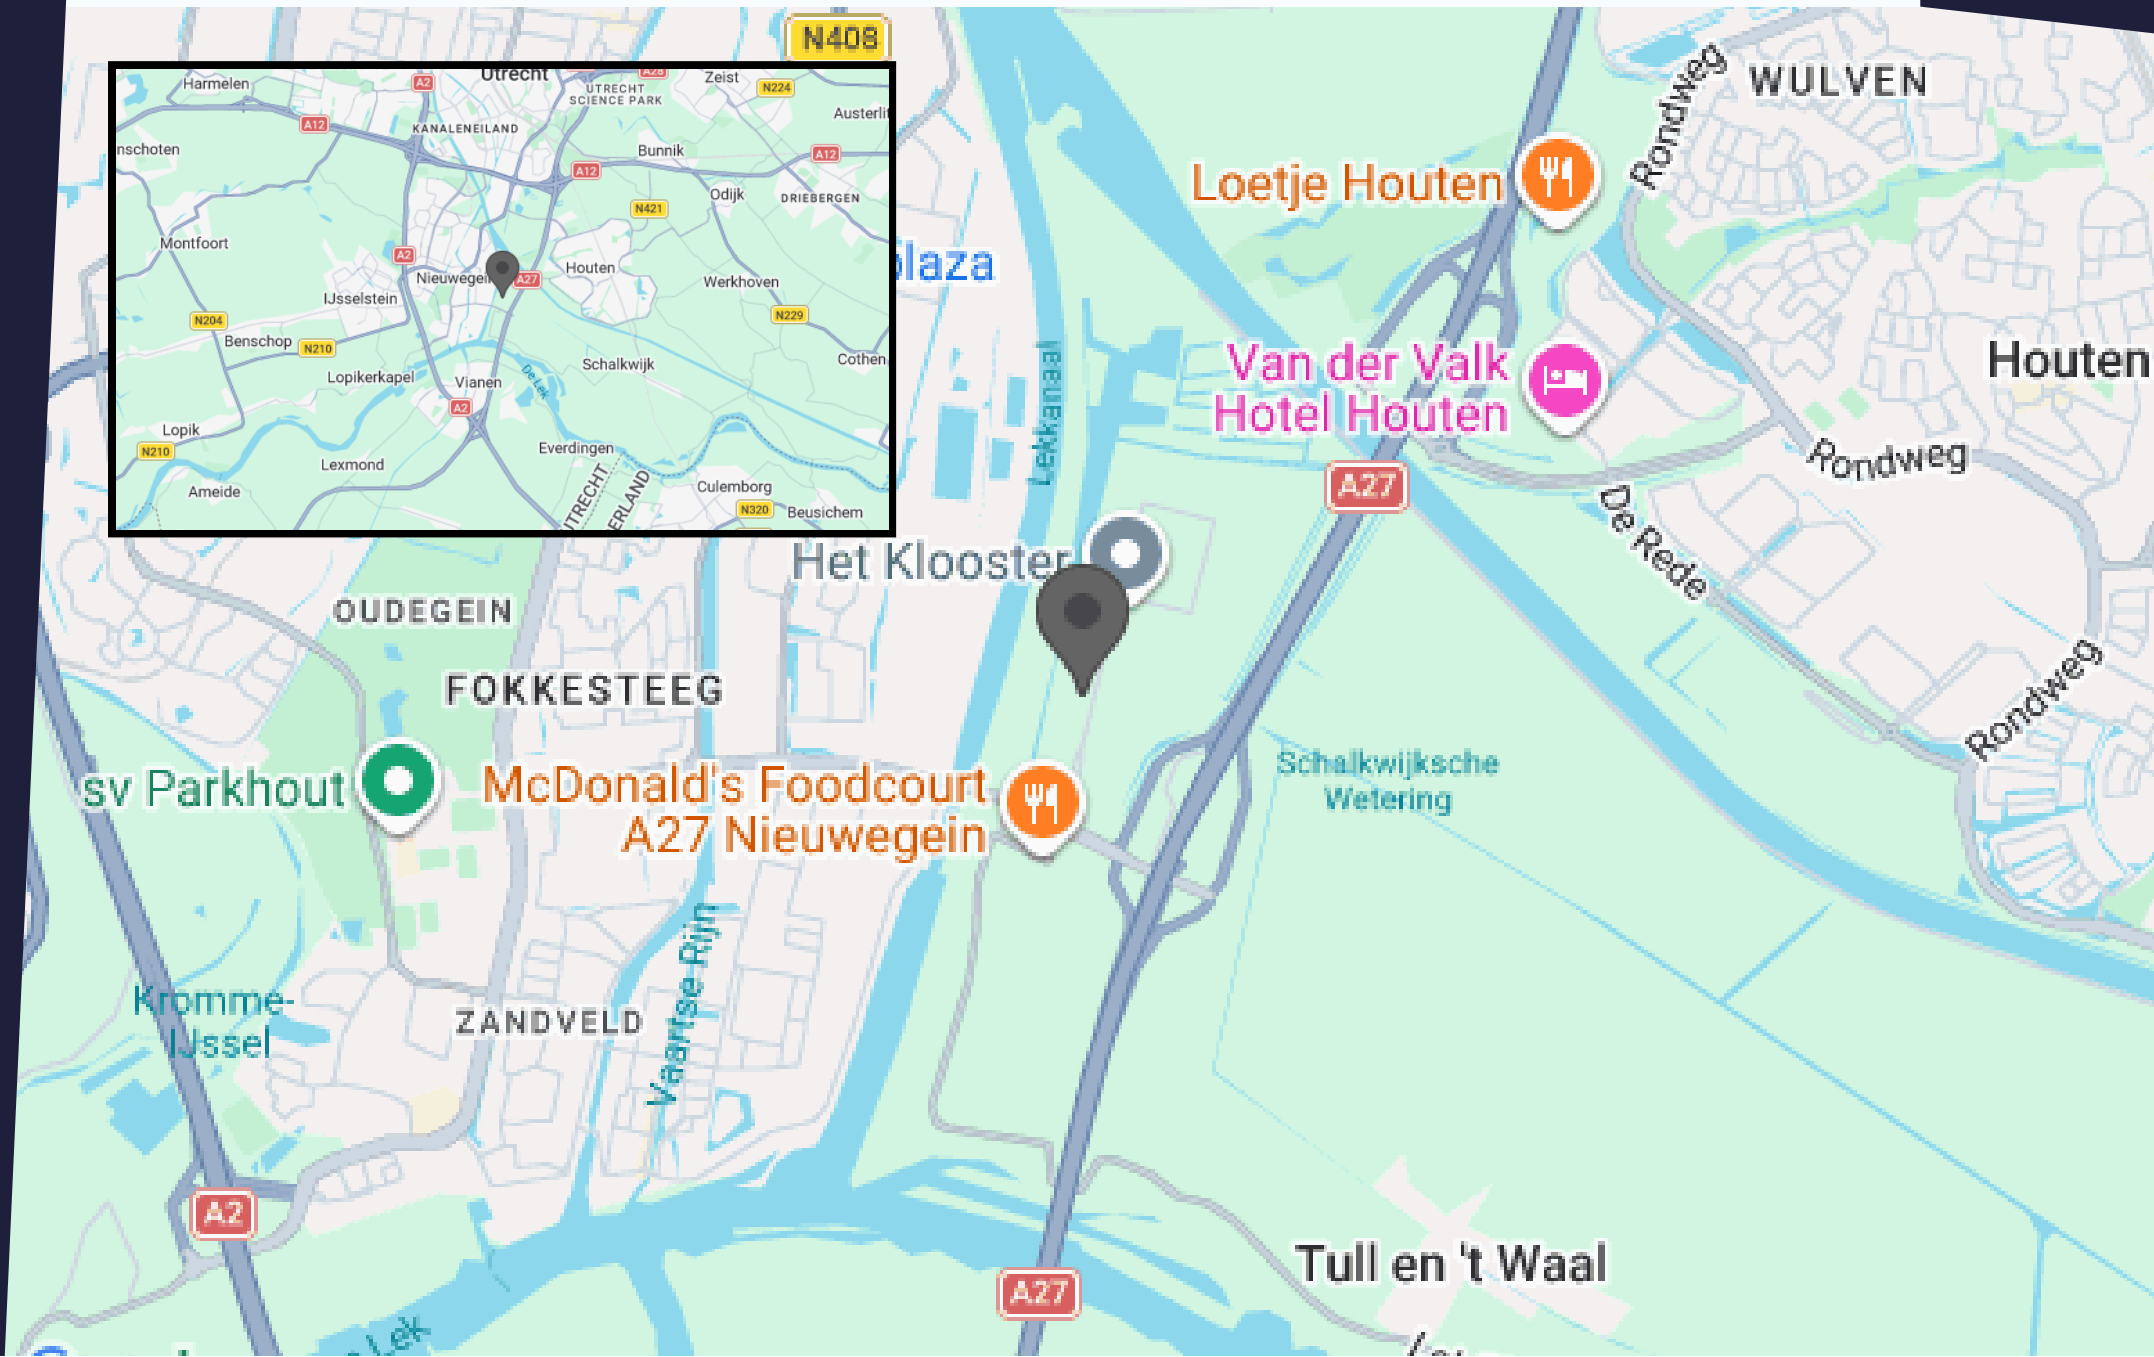 N408
Utrecht
Harmelen
A2
A28
Zeist
UTRECHT
SCIENCE PARK
N224
A12
KANALENEILAND
Bunnik
A12
A12
Odijk
DRIEBERGEN
N421
Montfoort
A2
Nieuwegein
A27
Houten
IJsselstein
Werkhoven
N204
N229
Benschop
N210
Schalkwijk
Cothen
Lopikerkapel
Vianen
De Lek
A2
Lopik
N210
Everdingen
Lexmond
Ameide
Culemborg
N320
Beusichem
WULVEN
Rondweg
Loetje Houten
Van der Valk
Hotel Houten
Houten
Lekkanaal
Rondweg
A27
De Rede
Het Klooster
OUDEGEIN
FOKKESTEEG
Rondweg
Schalkwijksche
Wetering
sv Parkhout
McDonald's Foodcourt
A27 Nieuwegein
Kromme-
IJssel
ZANDVELD
Vaartse Rijn
A2
Tull en 't Waal
A27
Lek